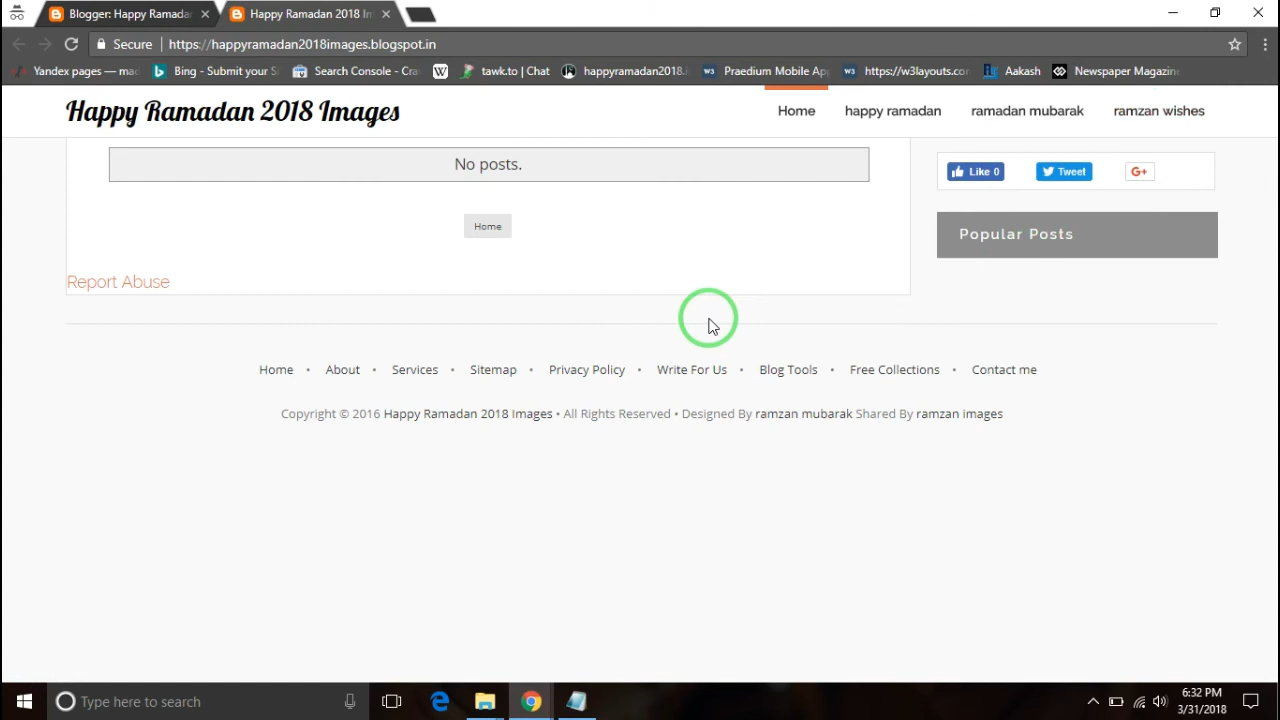 Blogger: Happy Ramada
Happy Ramadan 2018 In
Secure
https://happyramadan2018images.blogspot.in
Yandex pages — mac
Bing - Submit your S
Search Console - Cra
W
tawk.to | Chat
happyramadan2018.i
W3
Praedium Mobile Ap
W3
https://w3layouts.co
Aakash
Newspaper Magazin
Happy Ramadan 2018 Images
Home
happy ramadan
ramadan mubarak
ramzan wishes
No posts.
Home
Report Abuse
Like 0
Tweet
G+
Popular Posts
Home • About • Services • Sitemap • Privacy Policy • Write For Us • Blog Tools • Free Collections • Contact me
Copyright © 2016 Happy Ramadan 2018 Images • All Rights Reserved • Designed By ramzan mubarak Shared By ramzan images
Type here to search
6:32 PM
3/31/2018